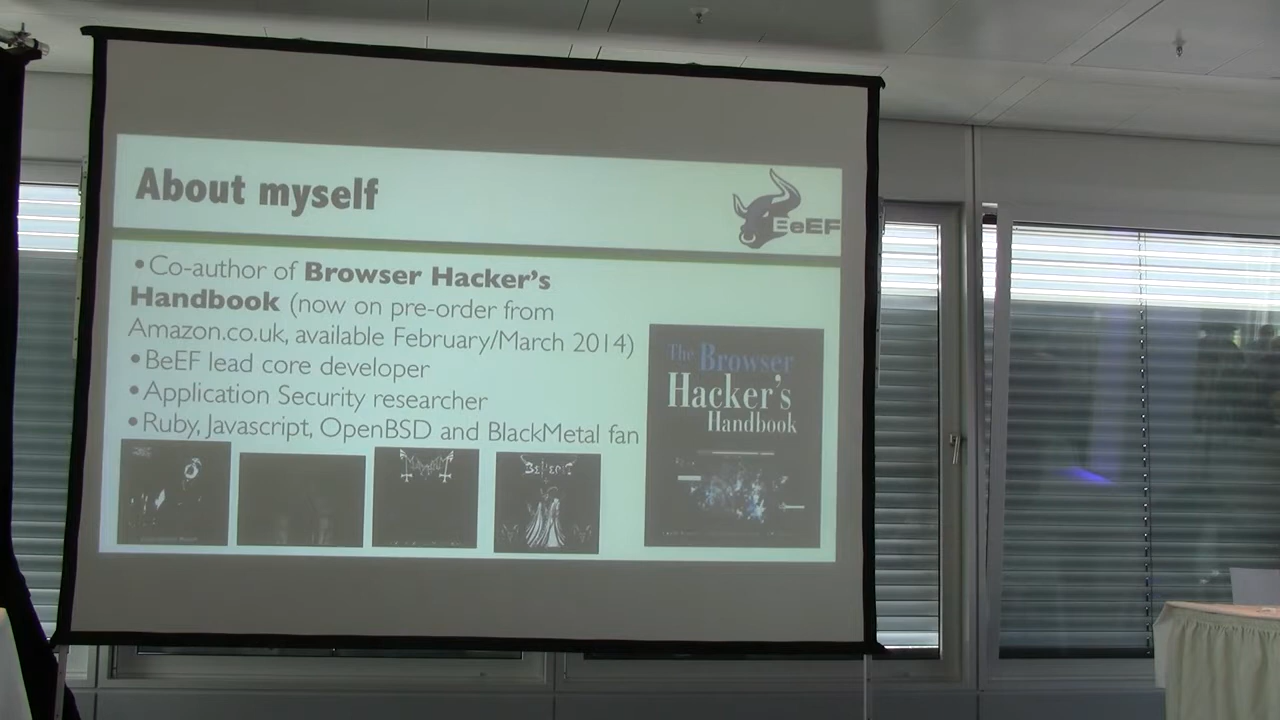 About myself
BeEF
•Co-author of Browser Hacker's
Handbook (now on pre-order from
Amazon.co.uk, available February/March 2014)
•BeEF lead core developer
•Application Security researcher
•Ruby, Javascript, OpenBSD and BlackMetal fan
The Browser
Hacker's
Handbook
Mayhem